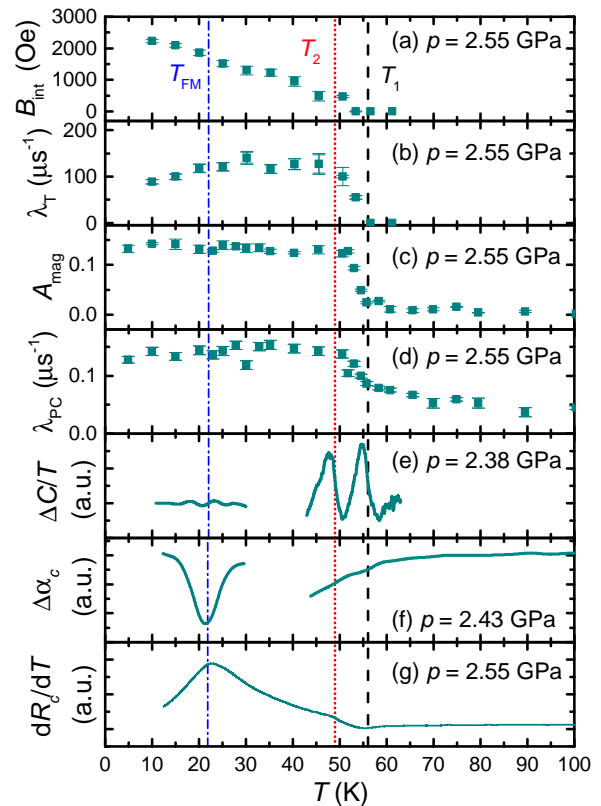 3000
2000
1000
0
B_int (Oe)
T_FM
T_2
T_1
(a) p = 2.55 GPa
200
100
0
λ_T (μs⁻¹)
(b) p = 2.55 GPa
0.1
0.0
A_mag
(c) p = 2.55 GPa
0.1
0.0
λ_PC (μs⁻¹)
(d) p = 2.55 GPa
ΔC/T
(a.u.)
(e) p = 2.38 GPa
Δα_c
(a.u.)
(f) p = 2.43 GPa
dR_c/dT
(a.u.)
(g) p = 2.55 GPa
0 10 20 30 40 50 60 70 80 90 100
T (K)